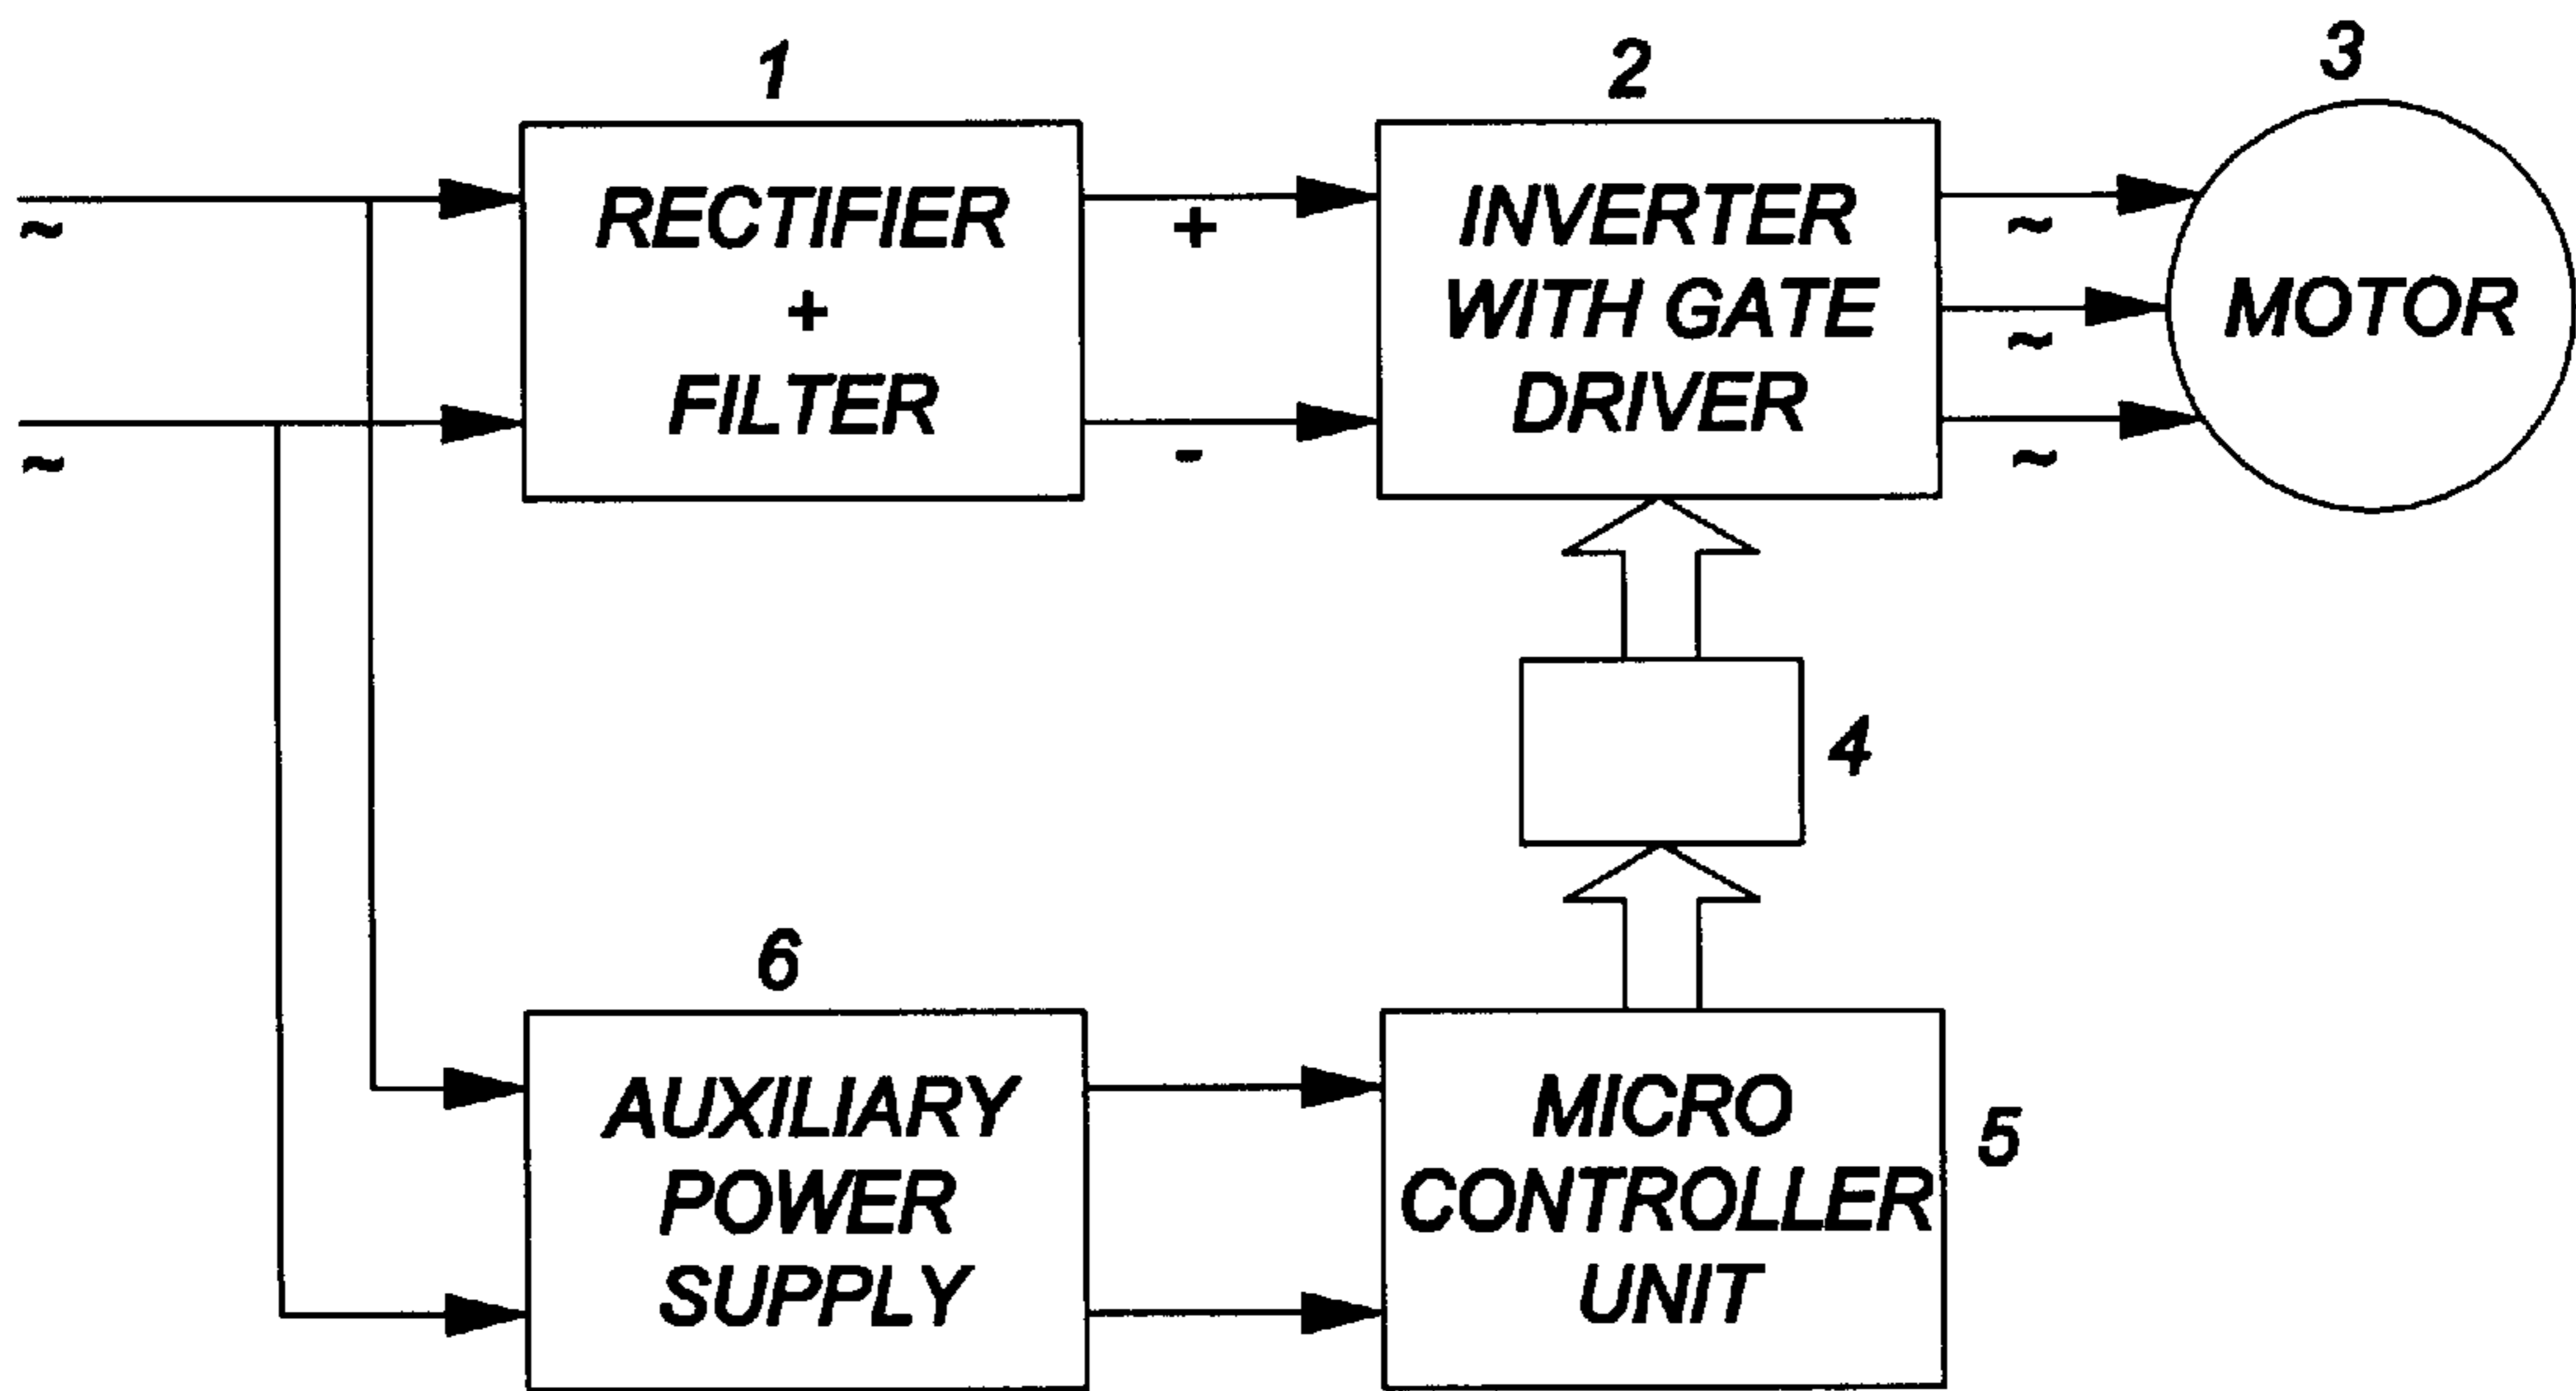 1
2
3
RECTIFIER
+
FILTER
INVERTER
WITH GATE
DRIVER
MOTOR
~
~
+
-
~
~
~
4
6
AUXILIARY
POWER
SUPPLY
MICRO
CONTROLLER
UNIT
5